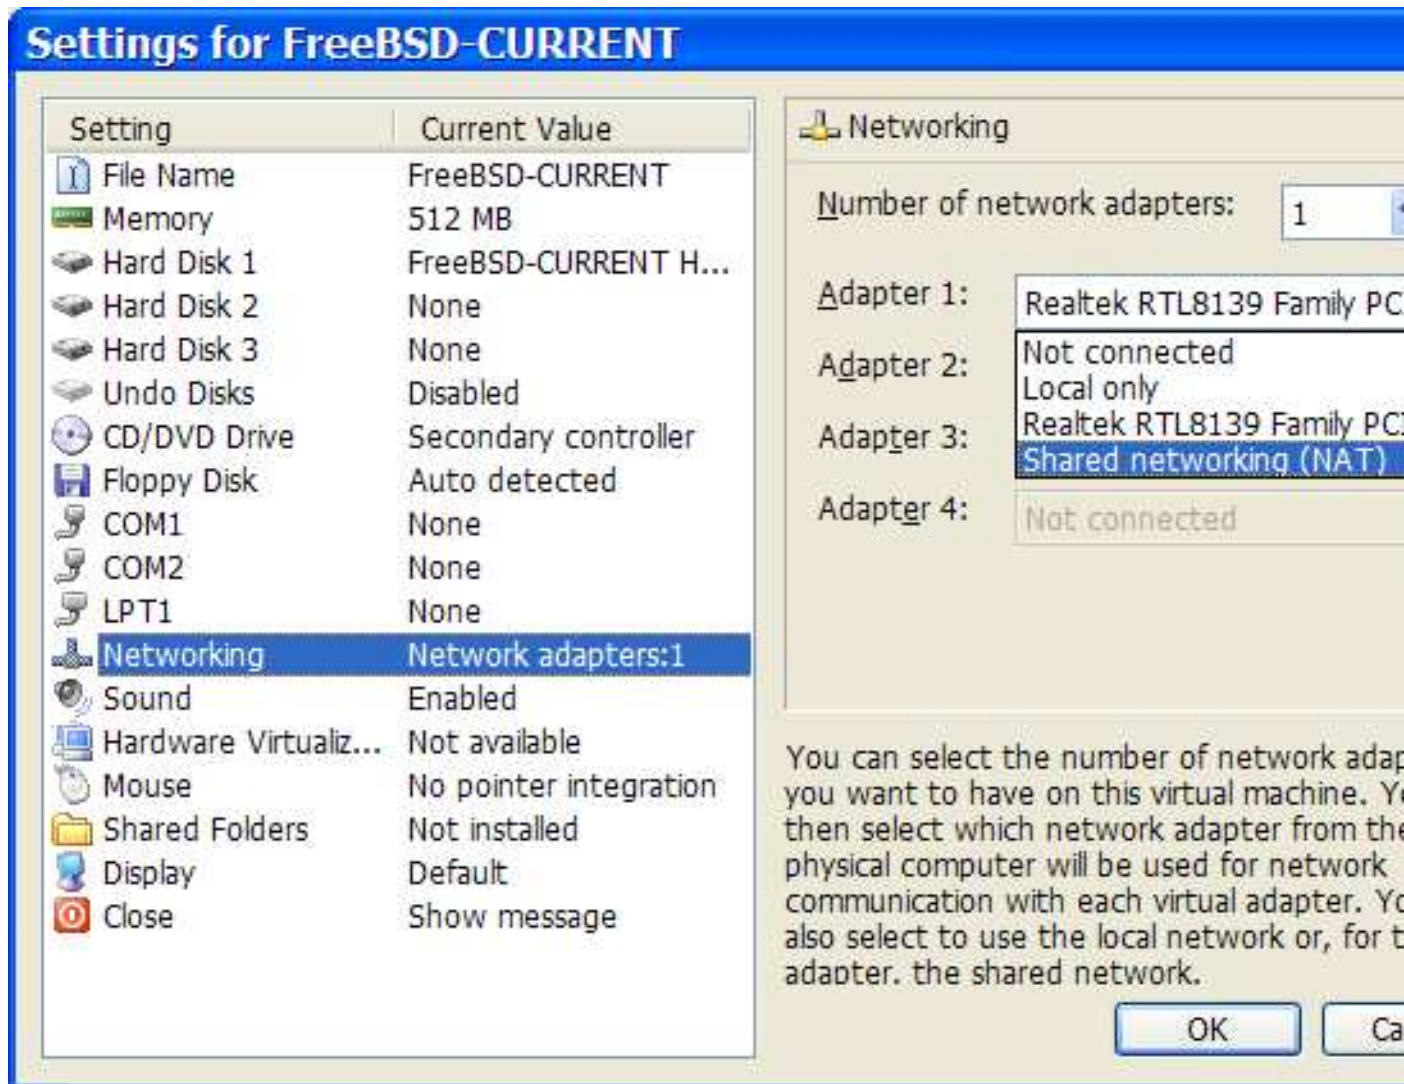 Settings for FreeBSD-CURRENT
Setting Current Value
File Name FreeBSD-CURRENT
Memory 512 MB
Hard Disk 1 FreeBSD-CURRENT H...
Hard Disk 2 None
Hard Disk 3 None
Undo Disks Disabled
CD/DVD Drive Secondary controller
Floppy Disk Auto detected
COM1 None
COM2 None
LPT1 None
Networking Network adapters:1
Sound Enabled
Hardware Virtualiz... Not available
Mouse No pointer integration
Shared Folders Not installed
Display Default
Close Show message
Networking
Number of network adapters: 1
Adapter 1: Realtek RTL8139 Family
Not connected
Local only
Adapter 2:
Realtek RTL8139 Family
Adapter 3:
Shared networking (NAT)
Adapter 4: Not connected
You can select the number of network
you want to have on this virtual machine.
then select which network adapter from
physical computer will be used for network
communication with each virtual adapter.
also select to use the local network or, for
adapter. the shared network.
OK